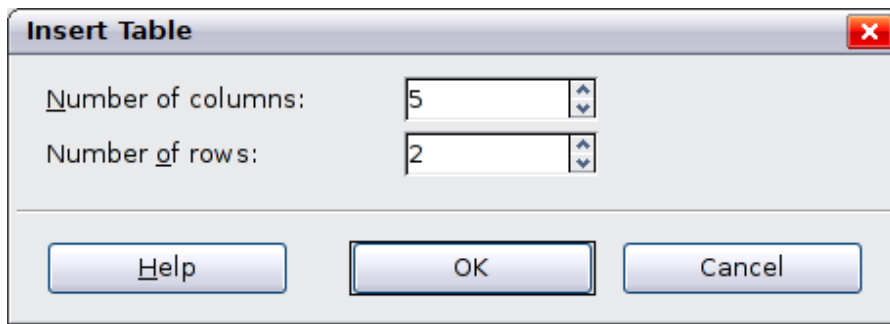 Insert Table
Number of columns: 5
Number of rows: 2
Help OK Cancel